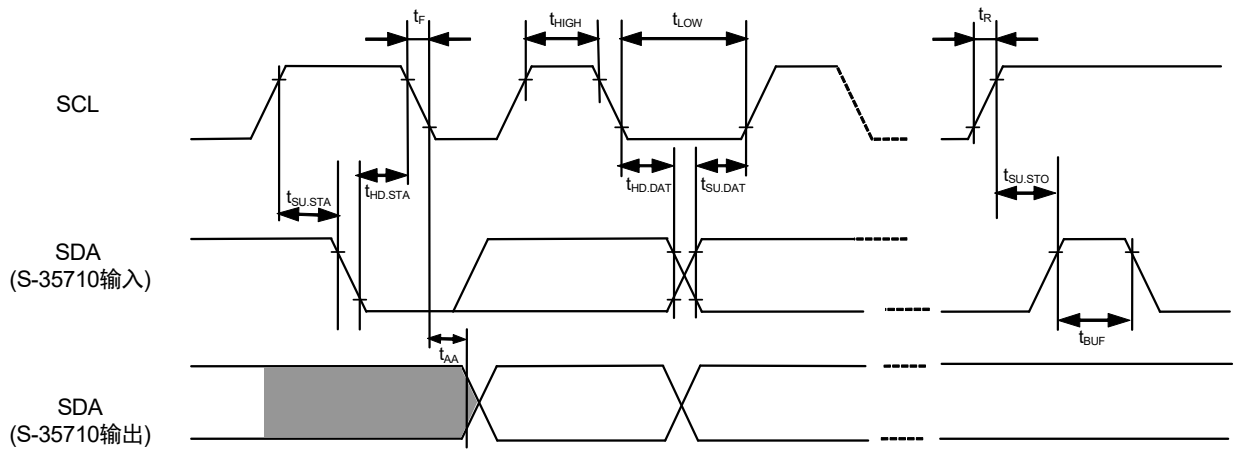 tF
tHIGH
tLOW
tR
SCL
tSU.STA
tHD.STA
tHD.DAT
tSU.DAT
tSU.STO
SDA
(S-35710输入)
tAA
tBUF
SDA
(S-35710输出)